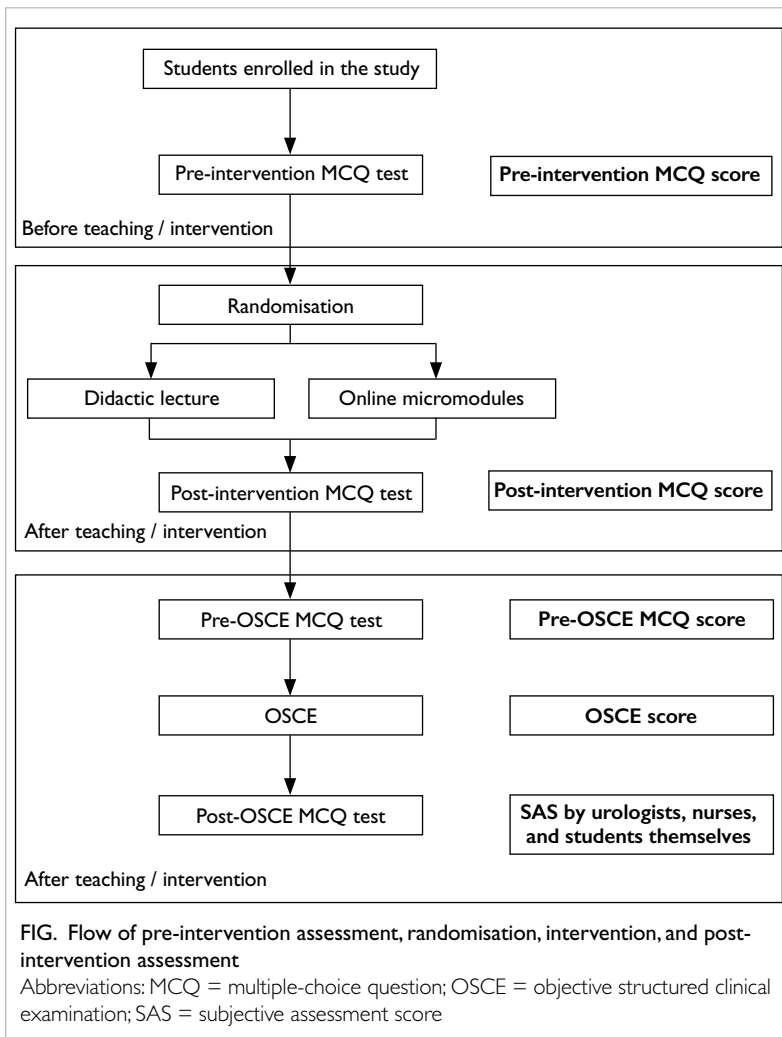 Students enrolled in the study
Pre-intervention MCQ test
Pre-intervention MCQ score
Before teaching / intervention
Randomisation
Didactic lecture
Online micromodules
Post-intervention MCQ test
Post-intervention MCQ score
After teaching / intervention
Pre-OSCE MCQ test
Pre-OSCE MCQ score
OSCE
OSCE score
Post-OSCE MCQ test
SAS by urologists, nurses,
and students themselves
After teaching / intervention
FIG. Flow of pre-intervention assessment, randomisation, intervention, and post-
intervention assessment
Abbreviations: MCQ = multiple-choice question; OSCE = objective structured clinical
examination; SAS = subjective assessment score